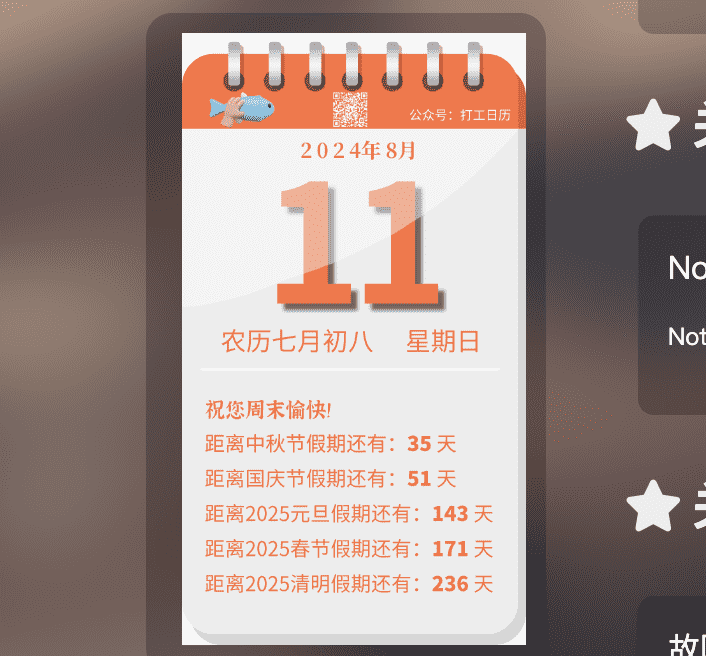 公众号：打工日历
2024年 8月
11
农历七月初八 星期日
祝您周末愉快!
距离中秋节假期还有：35 天
距离国庆节假期还有：51 天
距离2025元旦假期还有：143 天
距离2025春节假期还有：171 天
距离2025清明假期还有：236 天
No
Not